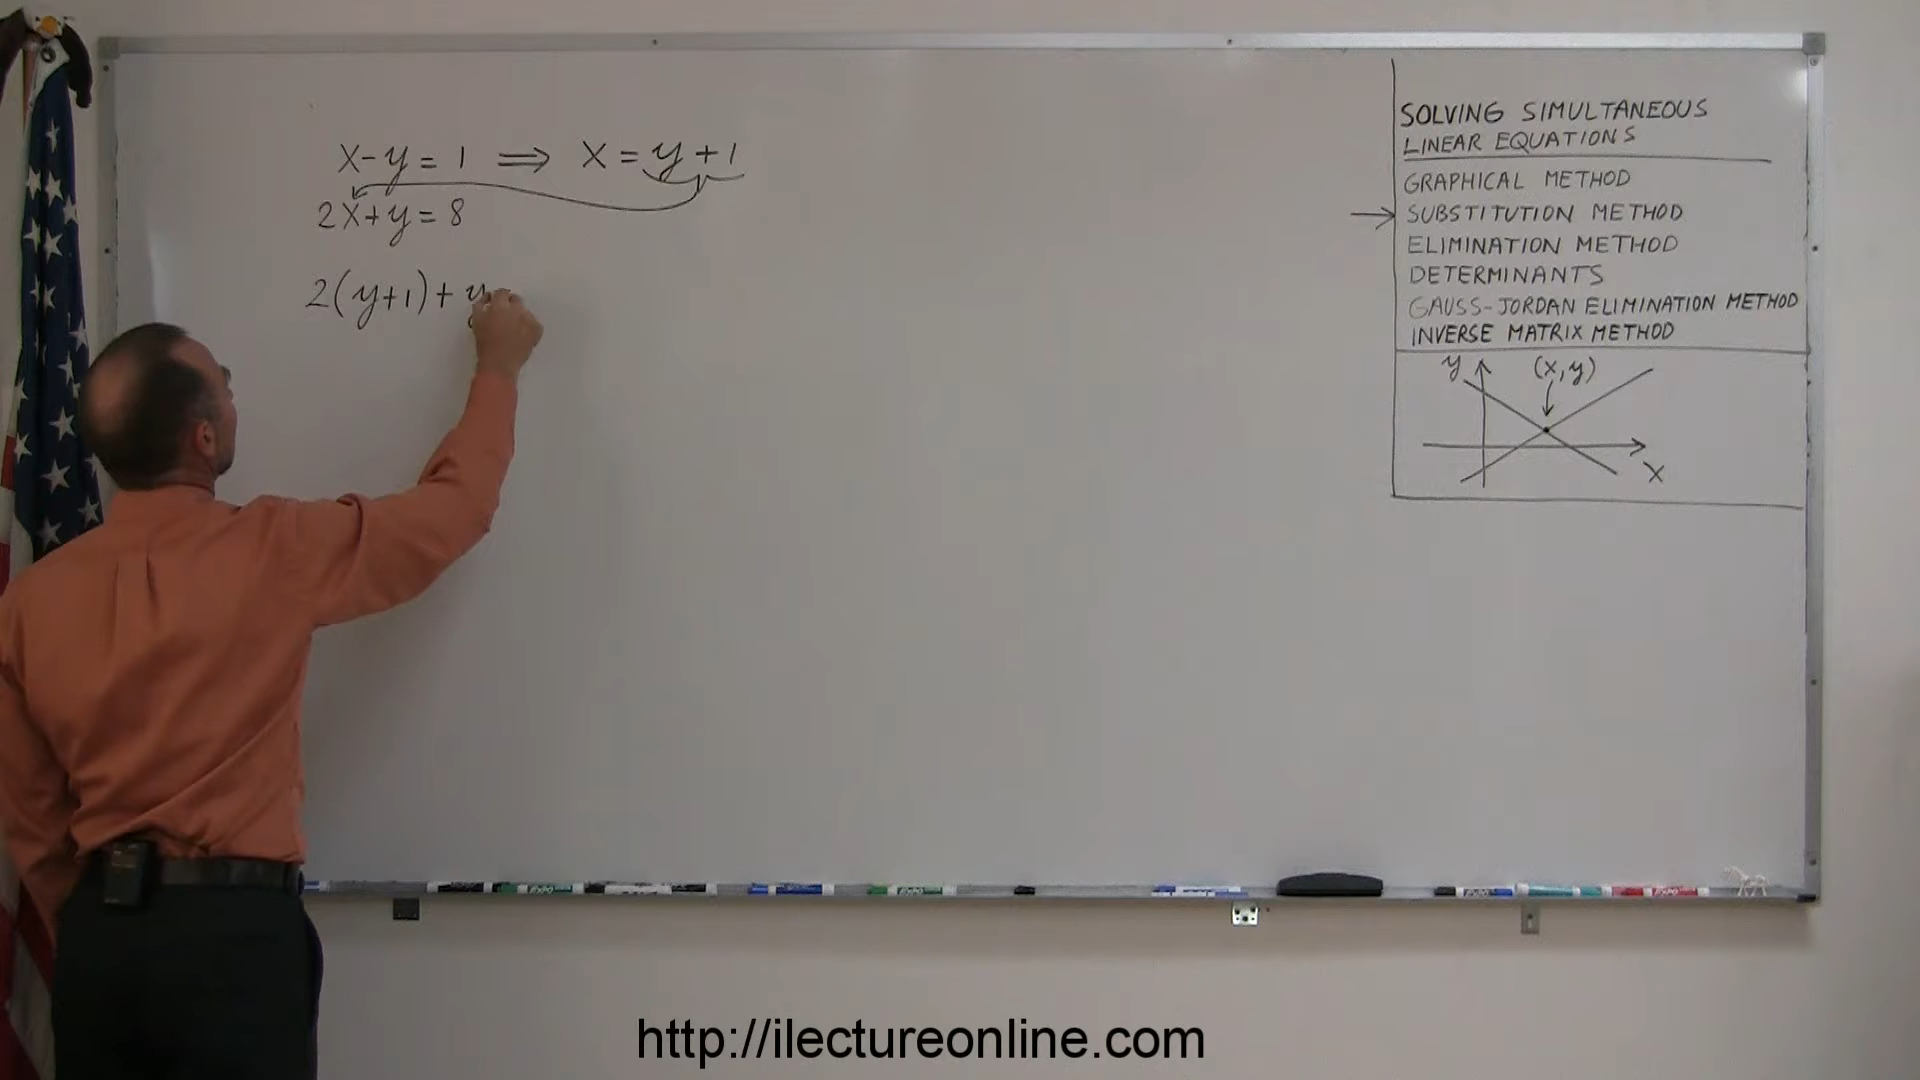 x-y=1 ⟹ x=y+1
2x+y=8
2(y+1)+y=
SOLVING SIMULTANEOUS
LINEAR EQUATIONS
GRAPHICAL METHOD
→ SUBSTITUTION METHOD
ELIMINATION METHOD
DETERMINANTS
GAUSS-JORDAN ELIMINATION METHOD
INVERSE MATRIX METHOD
y (x,y)
x
http://ilectureonline.com